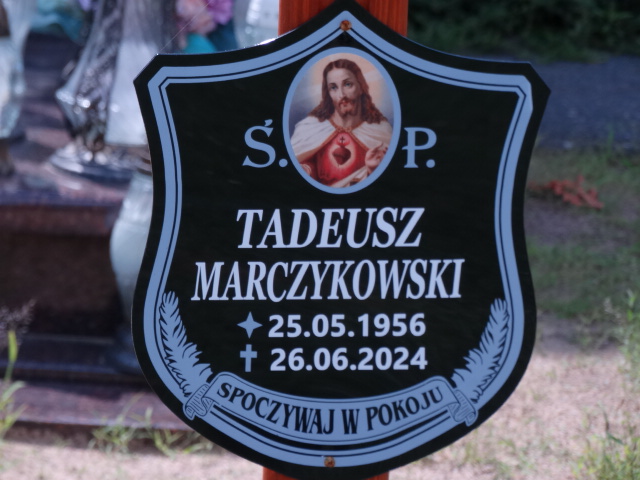 Ś. P.
TADEUSZ
MARCZYKOWSKI
25.05.1956
26.06.2024
SPOCZYWAJ W POKOJU